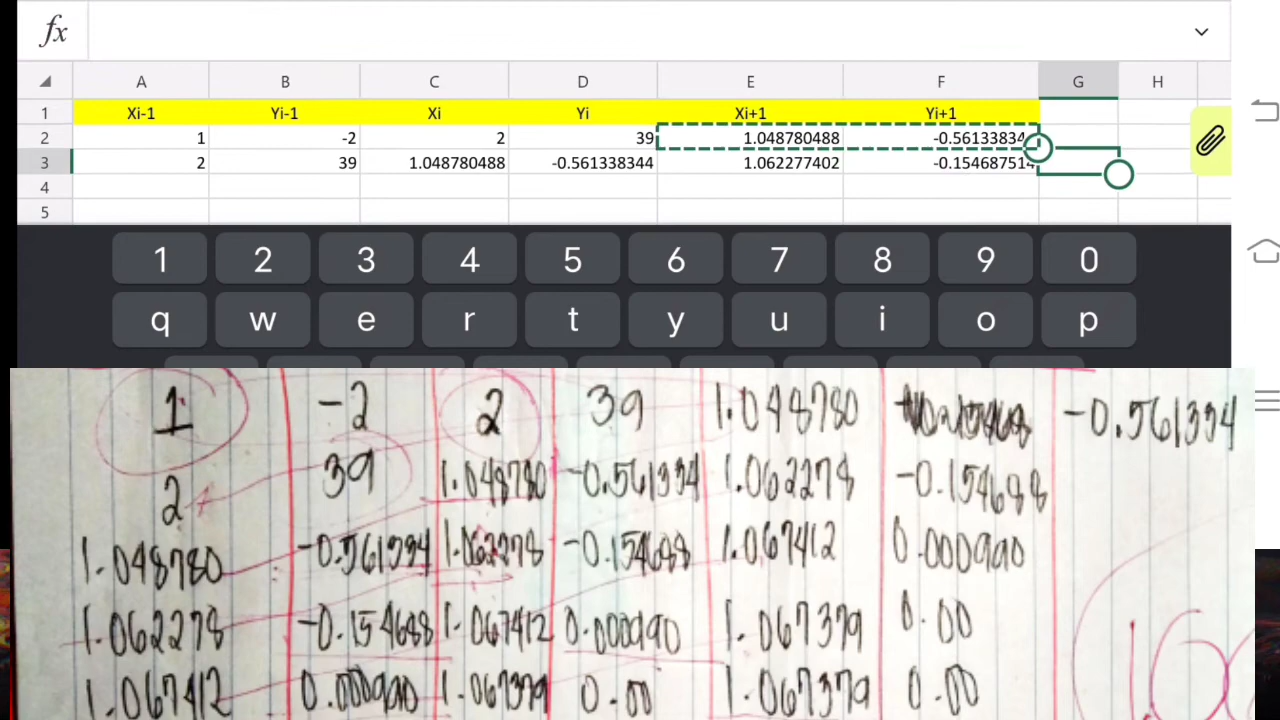 fx
A B C D E F G H
1 Xi-1 Yi-1 Xi Yi Xi+1 Yi+1
2 1 -2 2 39 1.048780488 -0.56133834
3 2 39 1.048780488 -0.561338344 1.062277402 -0.154687514
4
5
1 2 3 4 5 6 7 8 9 0
q w e r t y u i o p
1 -2 2 39 1.048780 -0.561334
2 39 1.048780 -0.561334 1.062278 -0.154688
1.048780 -0.561334 1.062278 -0.154688 1.067412 0.000990
1.062278 -0.154688 1.067412 0.000990 1.067379 0.00
1.067412 0.000990 1.067379 0.00 1.067379 0.00